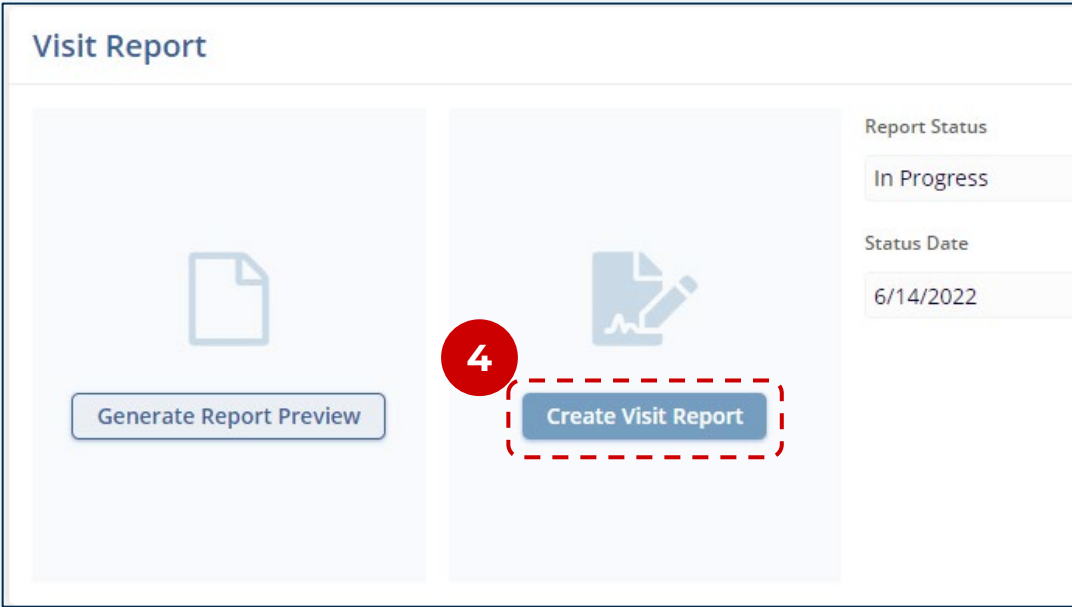 Visit Report
Report Status
In Progress
Status Date
6/14/2022
4
Generate Report Preview
Create Visit Report